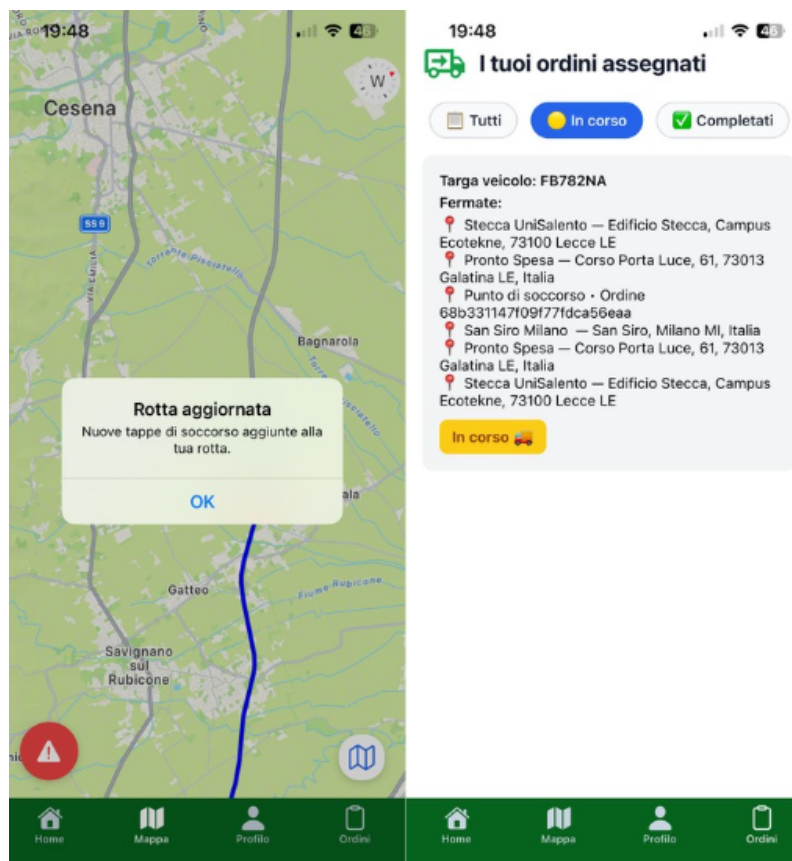 19:48
46
W
Cesena
SS 9
VIA EMILIA
Torrente Pisciatello
Bagnarola
Rotta aggiornata
Nuove tappe di soccorso aggiunte alla
tua rotta.
OK
ala
Gatteo
Fiume Rubicone
Savignano
sul
Rubicone
Home
Mappa
Profilo
Ordini
19:48
46
I tuoi ordini assegnati
Tutti
In corso
Completati
Targa veicolo: FB782NA
Fermate:
Stecca UniSalento — Edificio Stecca, Campus
Ecotekne, 73100 Lecce LE
Pronto Spesa — Corso Porta Luce, 61, 73013
Galatina LE, Italia
Punto di soccorso • Ordine
68b331147f09f77fdca56eaa
San Siro Milano — San Siro, Milano MI, Italia
Pronto Spesa — Corso Porta Luce, 61, 73013
Galatina LE, Italia
Stecca UniSalento — Edificio Stecca, Campus
Ecotekne, 73100 Lecce LE
In corso
Home
Mappa
Profilo
Ordini